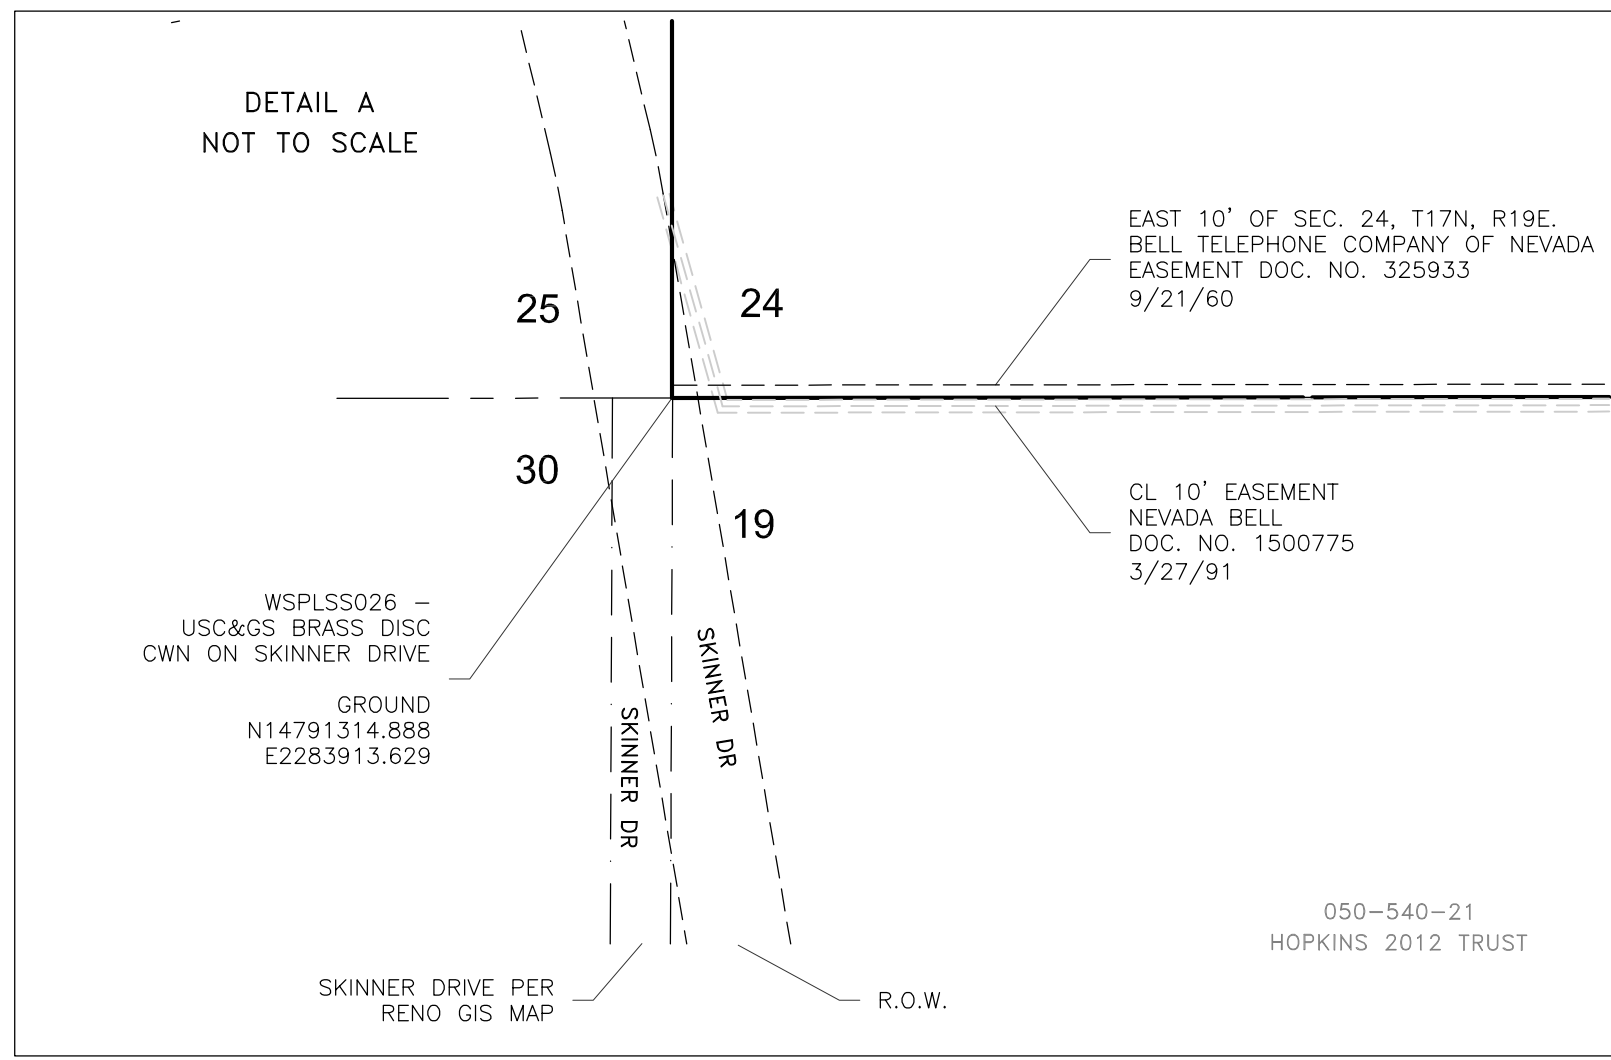 DETAIL A
NOT TO SCALE
EAST 10' OF SEC. 24, T17N, R19E.
BELL TELEPHONE COMPANY OF NEVADA
EASEMENT DOC. NO. 325933
9/21/60
25
24
30
19
CL 10' EASEMENT
NEVADA BELL
DOC. NO. 1500775
3/27/91
WSPLSS026 –
USC&GS BRASS DISC
CWN ON SKINNER DRIVE
GROUND
N14791314.888
E2283913.629
SKINNER DR
SKINNER DR
050–540–21
HOPKINS 2012 TRUST
SKINNER DRIVE PER
RENO GIS MAP
R.O.W.